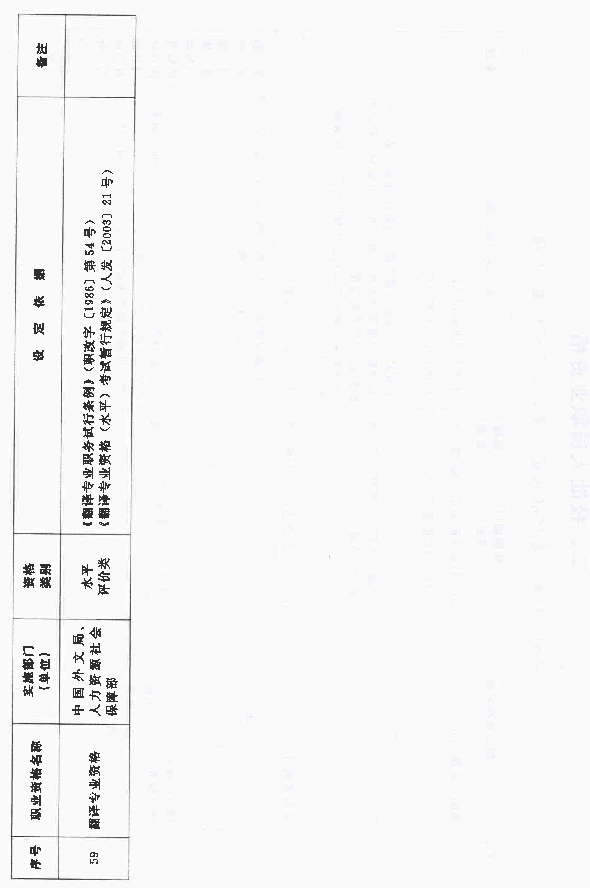 序号
职业资格名称
实施部门
（单位）
资格
类别
设 定 依 据
备注
59
翻译专业资格
中国外文局、
人力资源社会
保障部
水平
评价类
《翻译专业职务试行条例》（职改字〔1986〕第54号）
《翻译专业资格（水平）考试暂行规定》（人发〔2003〕21号）